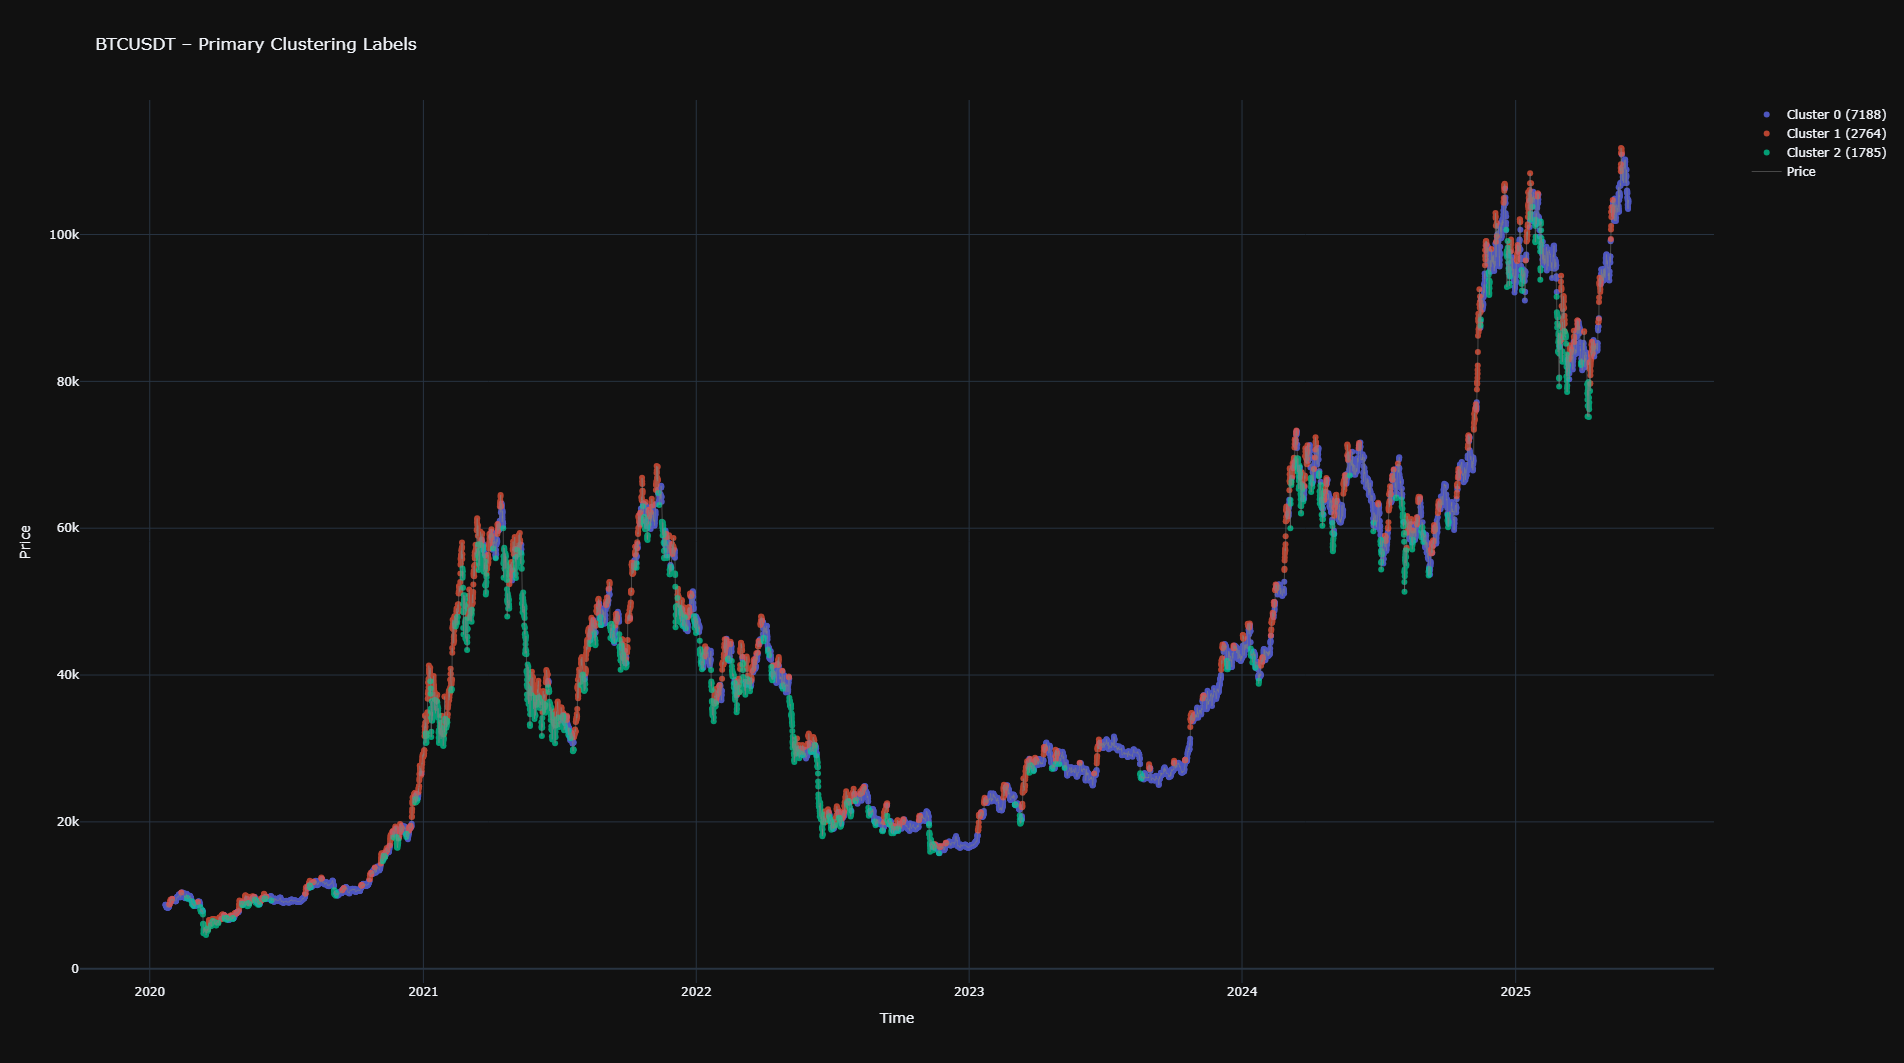 BTCUSDT – Primary Clustering Labels
Cluster 0 (7188)
Cluster 1 (2764)
Cluster 2 (1785)
Price
100k
80k
60k
40k
20k
0
Price
2020
2021
2022
2023
2024
2025
Time